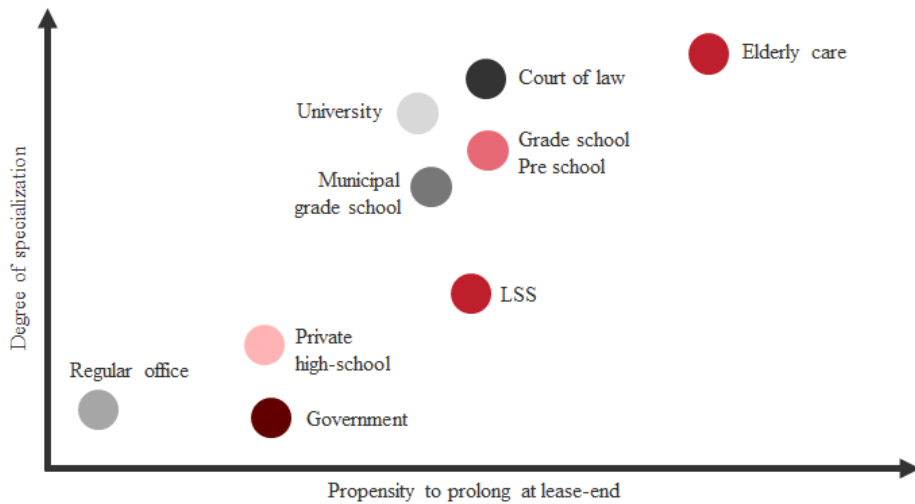 Elderly care
Court of law
University
Grade school
Pre school
Municipal
grade school
LSS
Private
high-school
Regular office
Government
Degree of specialization
Propensity to prolong at lease-end